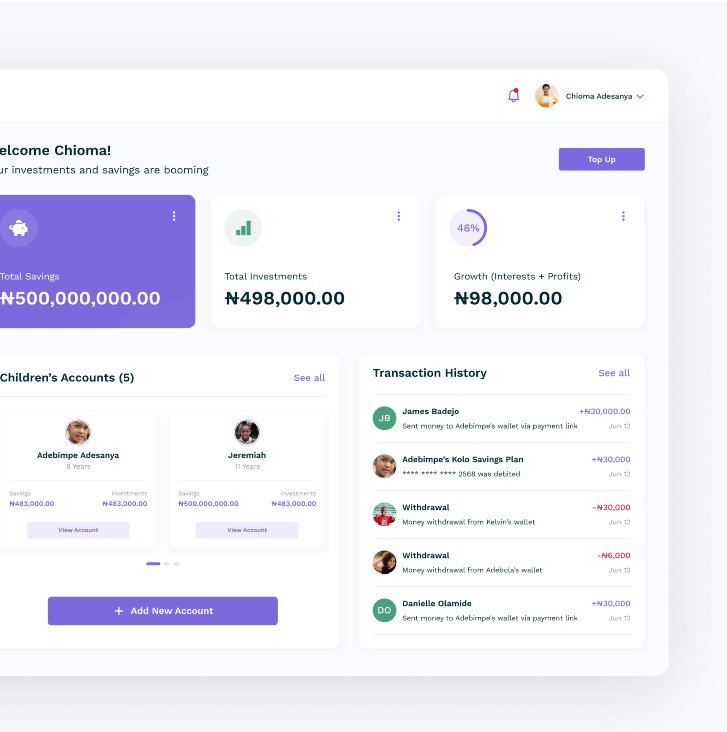 Chioma Adesanya
elcome Chioma!
ur investments and savings are booming
Top Up
Total Savings
₦500,000,000.00
Total Investments
₦498,000.00
46%
Growth (Interests + Profits)
₦98,000.00
Children’s Accounts (5)
See all
Adebimpe Adesanya
8 Years
Savings
Investments
₦483,000.00
₦483,000.00
View Account
Jeremiah
11 Years
Savings
Investments
₦500,000,000.00
₦483,000.00
View Account
+ Add New Account
Transaction History
See all
JB
James Badejo
+₦30,000.00
Sent money to Adebimpe’s wallet via payment link
Jun 12
Adebimpe’s Kolo Savings Plan
+₦30,000
**** **** **** 2568 was debited
Jun 12
Withdrawal
-₦30,000
Money withdrawal from Kelvin’s wallet
Jun 12
Withdrawal
-₦6,000
Money withdrawal from Adebola’s wallet
Jun 12
DO
Danielle Olamide
+₦30,000
Sent money to Adebimpe’s wallet via payment link
Jun 12